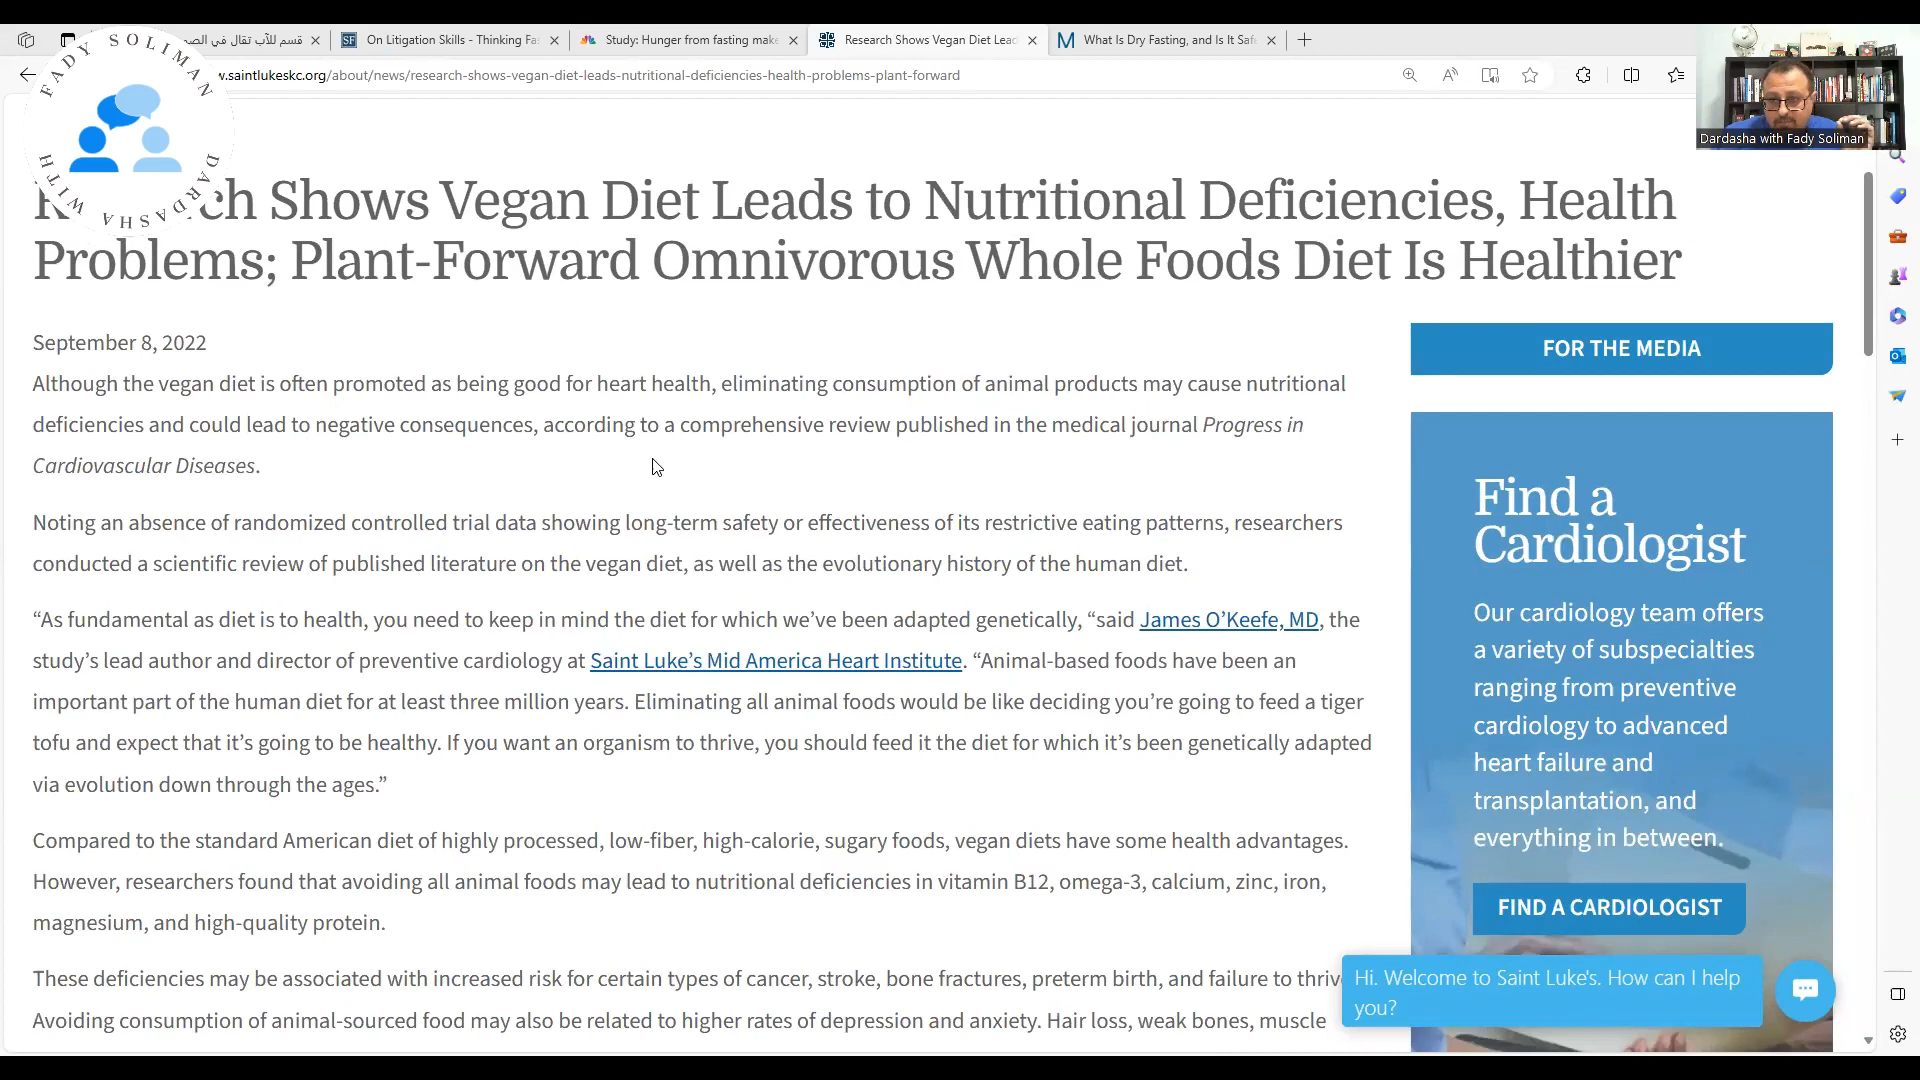 قسم للآب تقال في الصو
On Litigation Skills - Thinking Fa
Study: Hunger from fasting make
Research Shows Vegan Diet Lead
What Is Dry Fasting, and Is It Safe
w.saintlukeskc.org/about/news/research-shows-vegan-diet-leads-nutritional-deficiencies-health-problems-plant-forward
DARDASHA WITH FADY SOLIMAN
Dardasha with Fady Soliman
ch Shows Vegan Diet Leads to Nutritional Deficiencies, Health
Problems; Plant-Forward Omnivorous Whole Foods Diet Is Healthier
September 8, 2022
Although the vegan diet is often promoted as being good for heart health, eliminating consumption of animal products may cause nutritional
deficiencies and could lead to negative consequences, according to a comprehensive review published in the medical journal Progress in
Cardiovascular Diseases.
Noting an absence of randomized controlled trial data showing long-term safety or effectiveness of its restrictive eating patterns, researchers
conducted a scientific review of published literature on the vegan diet, as well as the evolutionary history of the human diet.
“As fundamental as diet is to health, you need to keep in mind the diet for which we’ve been adapted genetically, “said James O’Keefe, MD, the
study’s lead author and director of preventive cardiology at Saint Luke’s Mid America Heart Institute. “Animal-based foods have been an
important part of the human diet for at least three million years. Eliminating all animal foods would be like deciding you’re going to feed a tiger
tofu and expect that it’s going to be healthy. If you want an organism to thrive, you should feed it the diet for which it’s been genetically adapted
via evolution down through the ages.”
Compared to the standard American diet of highly processed, low-fiber, high-calorie, sugary foods, vegan diets have some health advantages.
However, researchers found that avoiding all animal foods may lead to nutritional deficiencies in vitamin B12, omega-3, calcium, zinc, iron,
magnesium, and high-quality protein.
These deficiencies may be associated with increased risk for certain types of cancer, stroke, bone fractures, preterm birth, and failure to thriv
Avoiding consumption of animal-sourced food may also be related to higher rates of depression and anxiety. Hair loss, weak bones, muscle
FOR THE MEDIA
Find a
Cardiologist
Our cardiology team offers
a variety of subspecialties
ranging from preventive
cardiology to advanced
heart failure and
transplantation, and
everything in between.
FIND A CARDIOLOGIST
Hi. Welcome to Saint Luke's. How can I help
you?